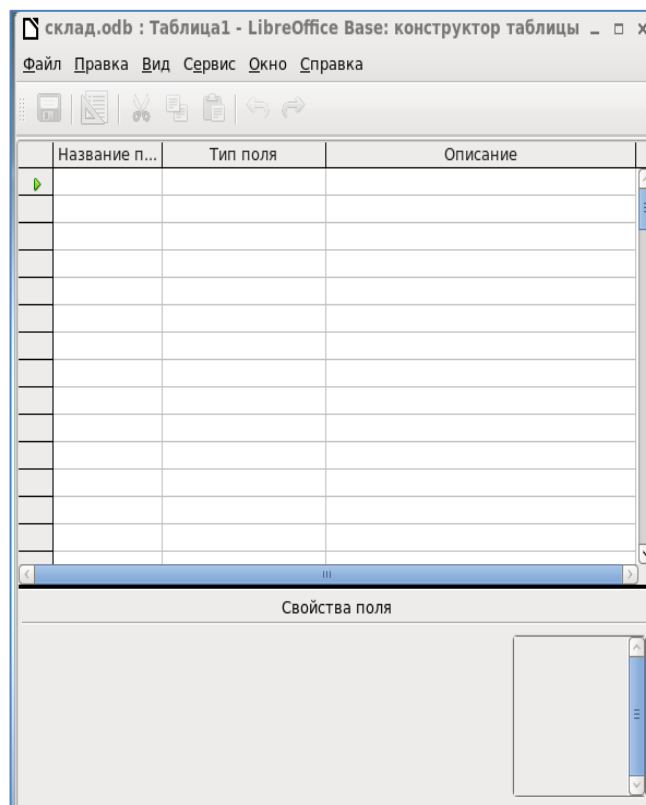 склад.odb : Таблица1 - LibreOffice Base: конструктор таблицы
Файл Правка Вид Сервис Окно Справка
Название п... Тип поля Описание
Свойства поля